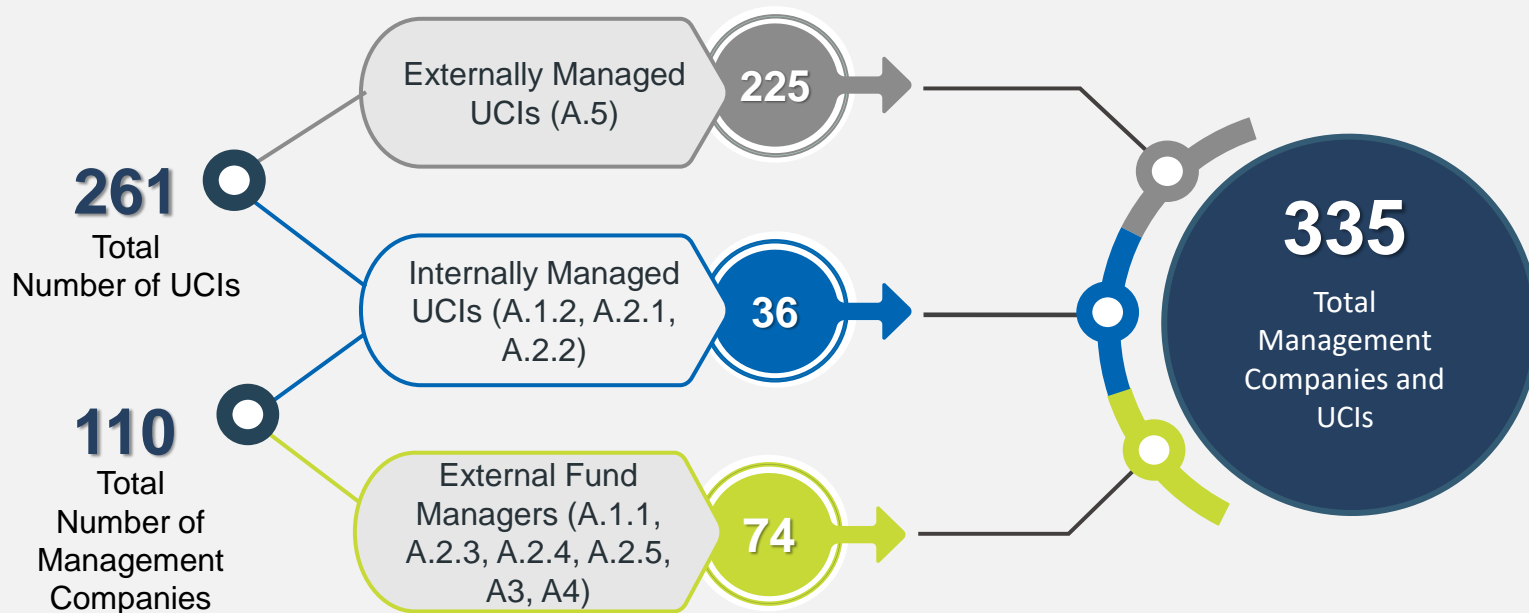 261
Total
Number of UCIs
110
Total
Number of
Management
Companies
Externally Managed
UCIs (A.5)
225
Internally Managed
UCIs (A.1.2, A.2.1,
A.2.2)
36
External Fund
Managers (A.1.1,
A.2.3, A.2.4, A.2.5,
A3, A4)
74
335
Total
Management
Companies and
UCIs